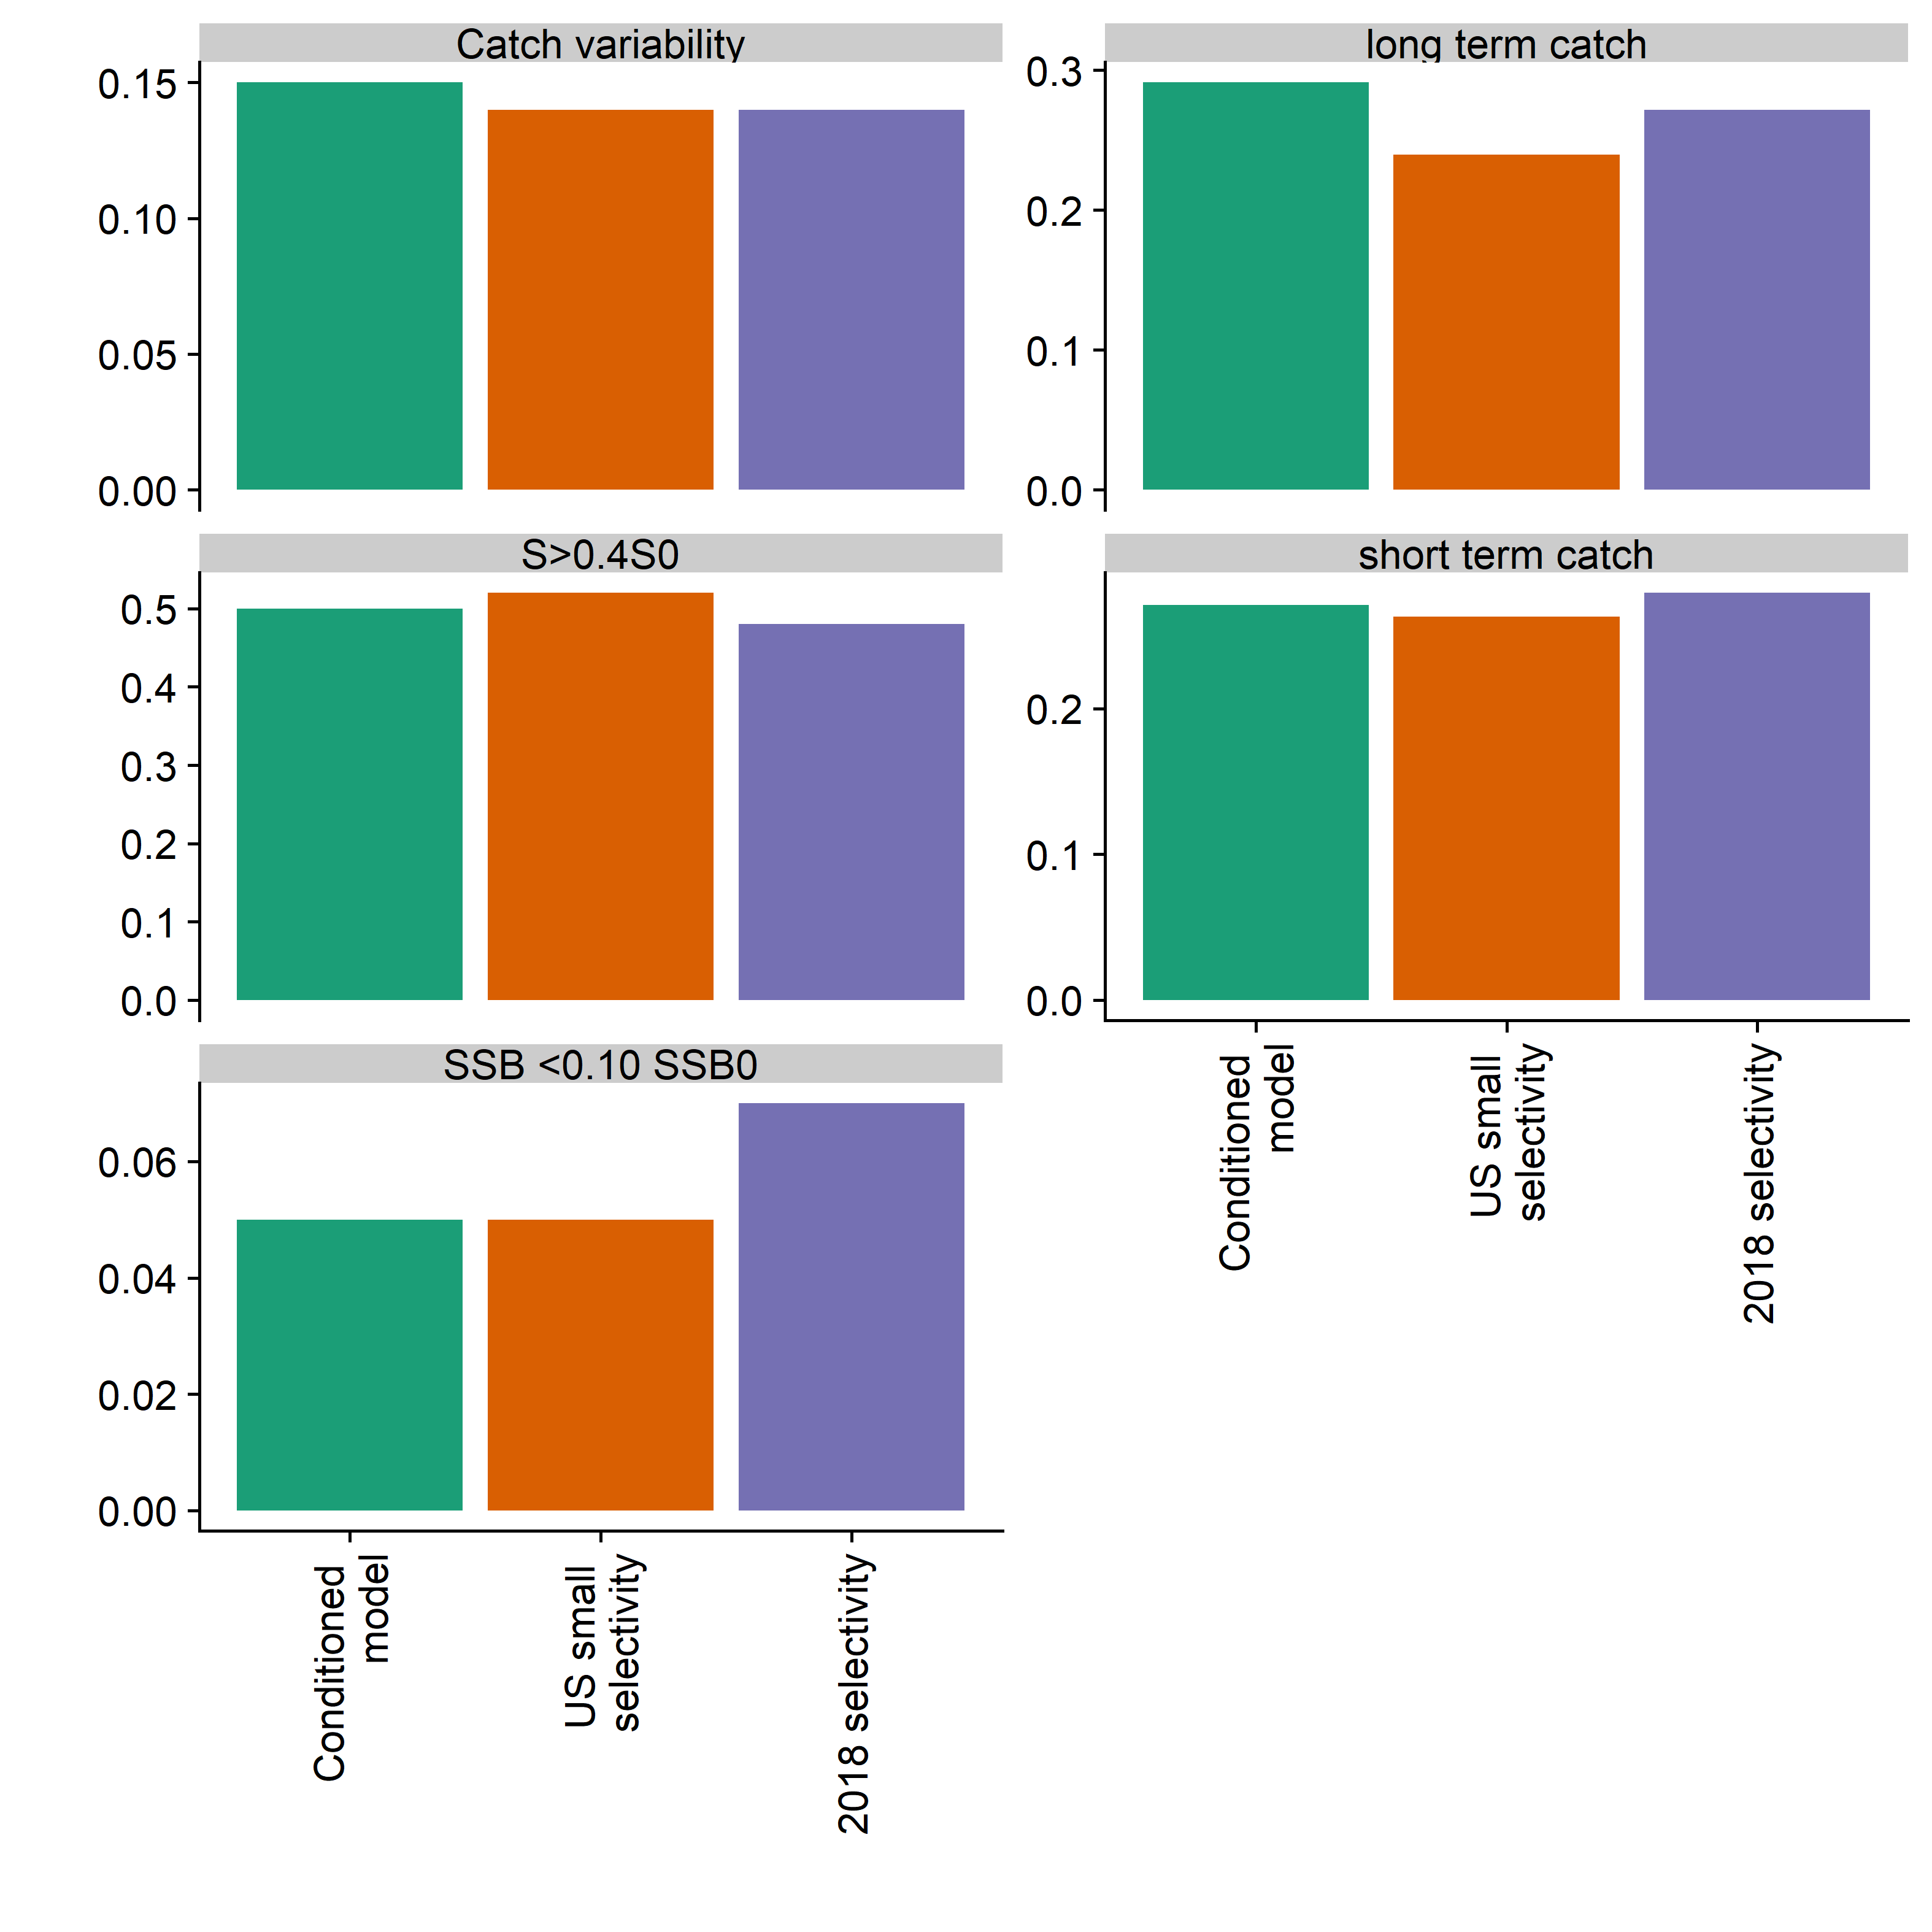 Catch variability
0.15
0.10
0.05
0.00
long term catch
0.3
0.2
0.1
0.0
S>0.4S0
0.5
0.4
0.3
0.2
0.1
0.0
short term catch
0.2
0.1
0.0
Conditioned
model
US small
selectivity
2018 selectivity
SSB <0.10 SSB0
0.06
0.04
0.02
0.00
Conditioned
model
US small
selectivity
2018 selectivity